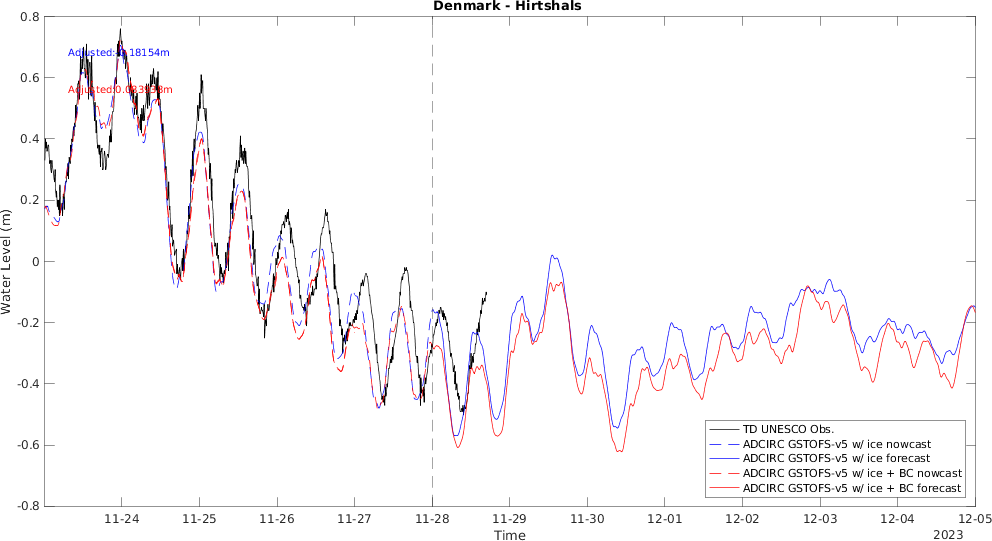 Denmark - Hirtshals
0.8
0.6
0.4
0.2
0
-0.2
-0.4
-0.6
-0.8
Water Level (m)
11-24
11-25
11-26
11-27
11-28
11-29
11-30
12-01
12-02
12-03
12-04
12-05
Time
2023
TD UNESCO Obs.
ADCIRC GSTOFS-v5 w/ ice nowcast
ADCIRC GSTOFS-v5 w/ ice forecast
ADCIRC GSTOFS-v5 w/ ice + BC nowcast
ADCIRC GSTOFS-v5 w/ ice + BC forecast